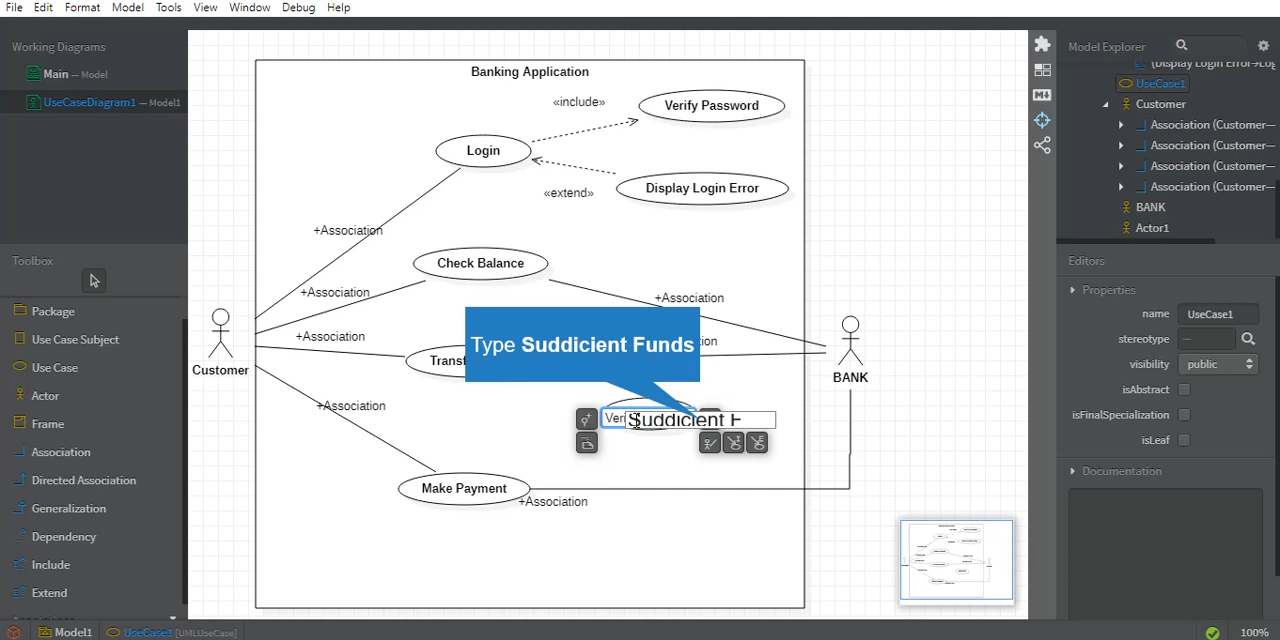 File Edit Format Model Tools View Window Debug Help
Working Diagrams
Main — Model
UseCaseDiagram1 — Model1
Toolbox
Package
Use Case Subject
Use Case
Actor
Frame
Association
Directed Association
Generalization
Dependency
Include
Extend
Banking Application
«include»
Verify Password
Login
«extend»
Display Login Error
+Association
Check Balance
+Association
+Association
+Association
Customer
Type Suddicient Funds
BANK
+Association
Suddicient F
Make Payment
+Association
Model Explorer
(Display Login Error→Log
UseCase1
Customer
Association (Customer—
Association (Customer—
Association (Customer—
Association (Customer—
BANK
Actor1
Editors
Properties
name UseCase1
stereotype —
visibility public
isAbstract
isFinalSpecialization
isLeaf
Documentation
Model1 UseCase1 [UMLUseCase]
100%